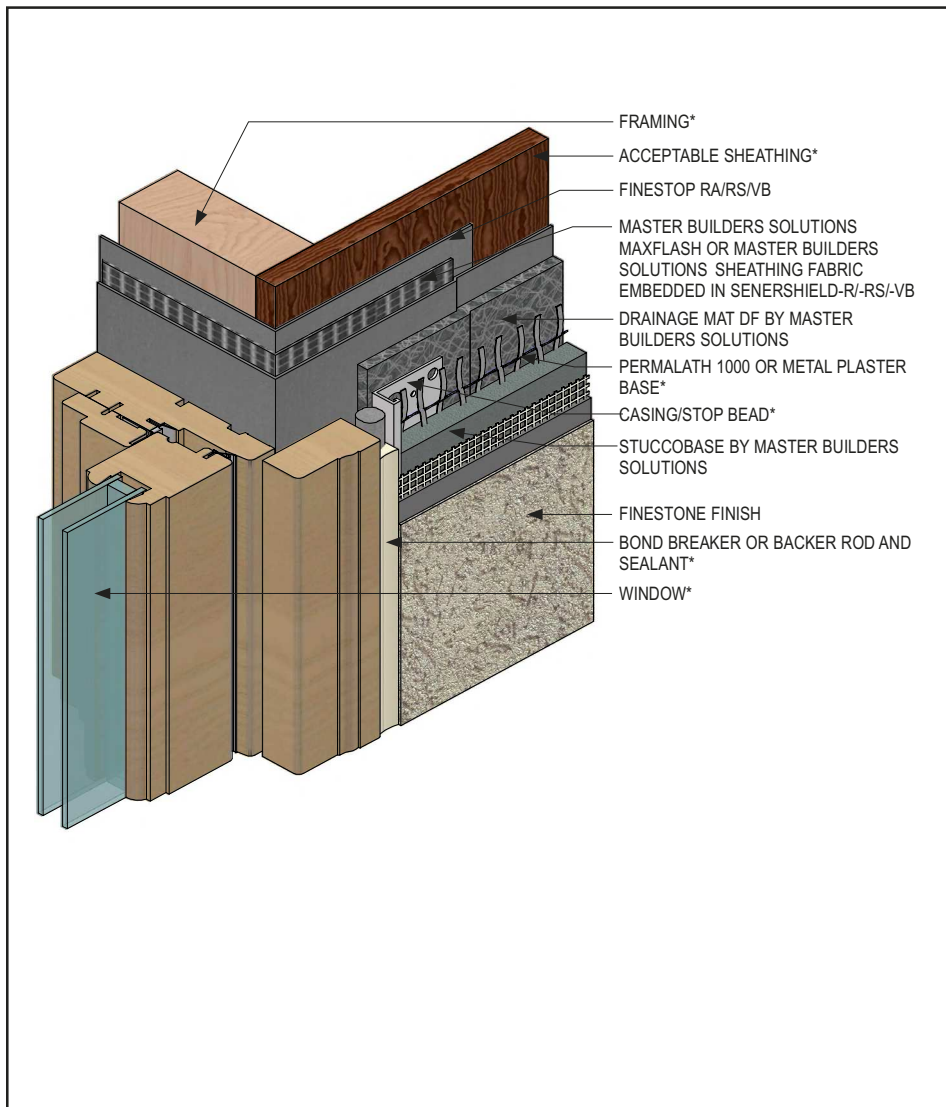 FRAMING*
ACCEPTABLE SHEATHING*
FINESTOP RA/RS/VB
MASTER BUILDERS SOLUTIONS
MAXFLASH OR MASTER BUILDERS
SOLUTIONS SHEATHING FABRIC
EMBEDDED IN SENERSHIELD-R/-RS/-VB
DRAINAGE MAT DF BY MASTER
BUILDERS SOLUTIONS
PERMALATH 1000 OR METAL PLASTER
BASE*
CASING/STOP BEAD*
STUCCOBASE BY MASTER BUILDERS
SOLUTIONS
FINESTONE FINISH
BOND BREAKER OR BACKER ROD AND
SEALANT*
WINDOW*